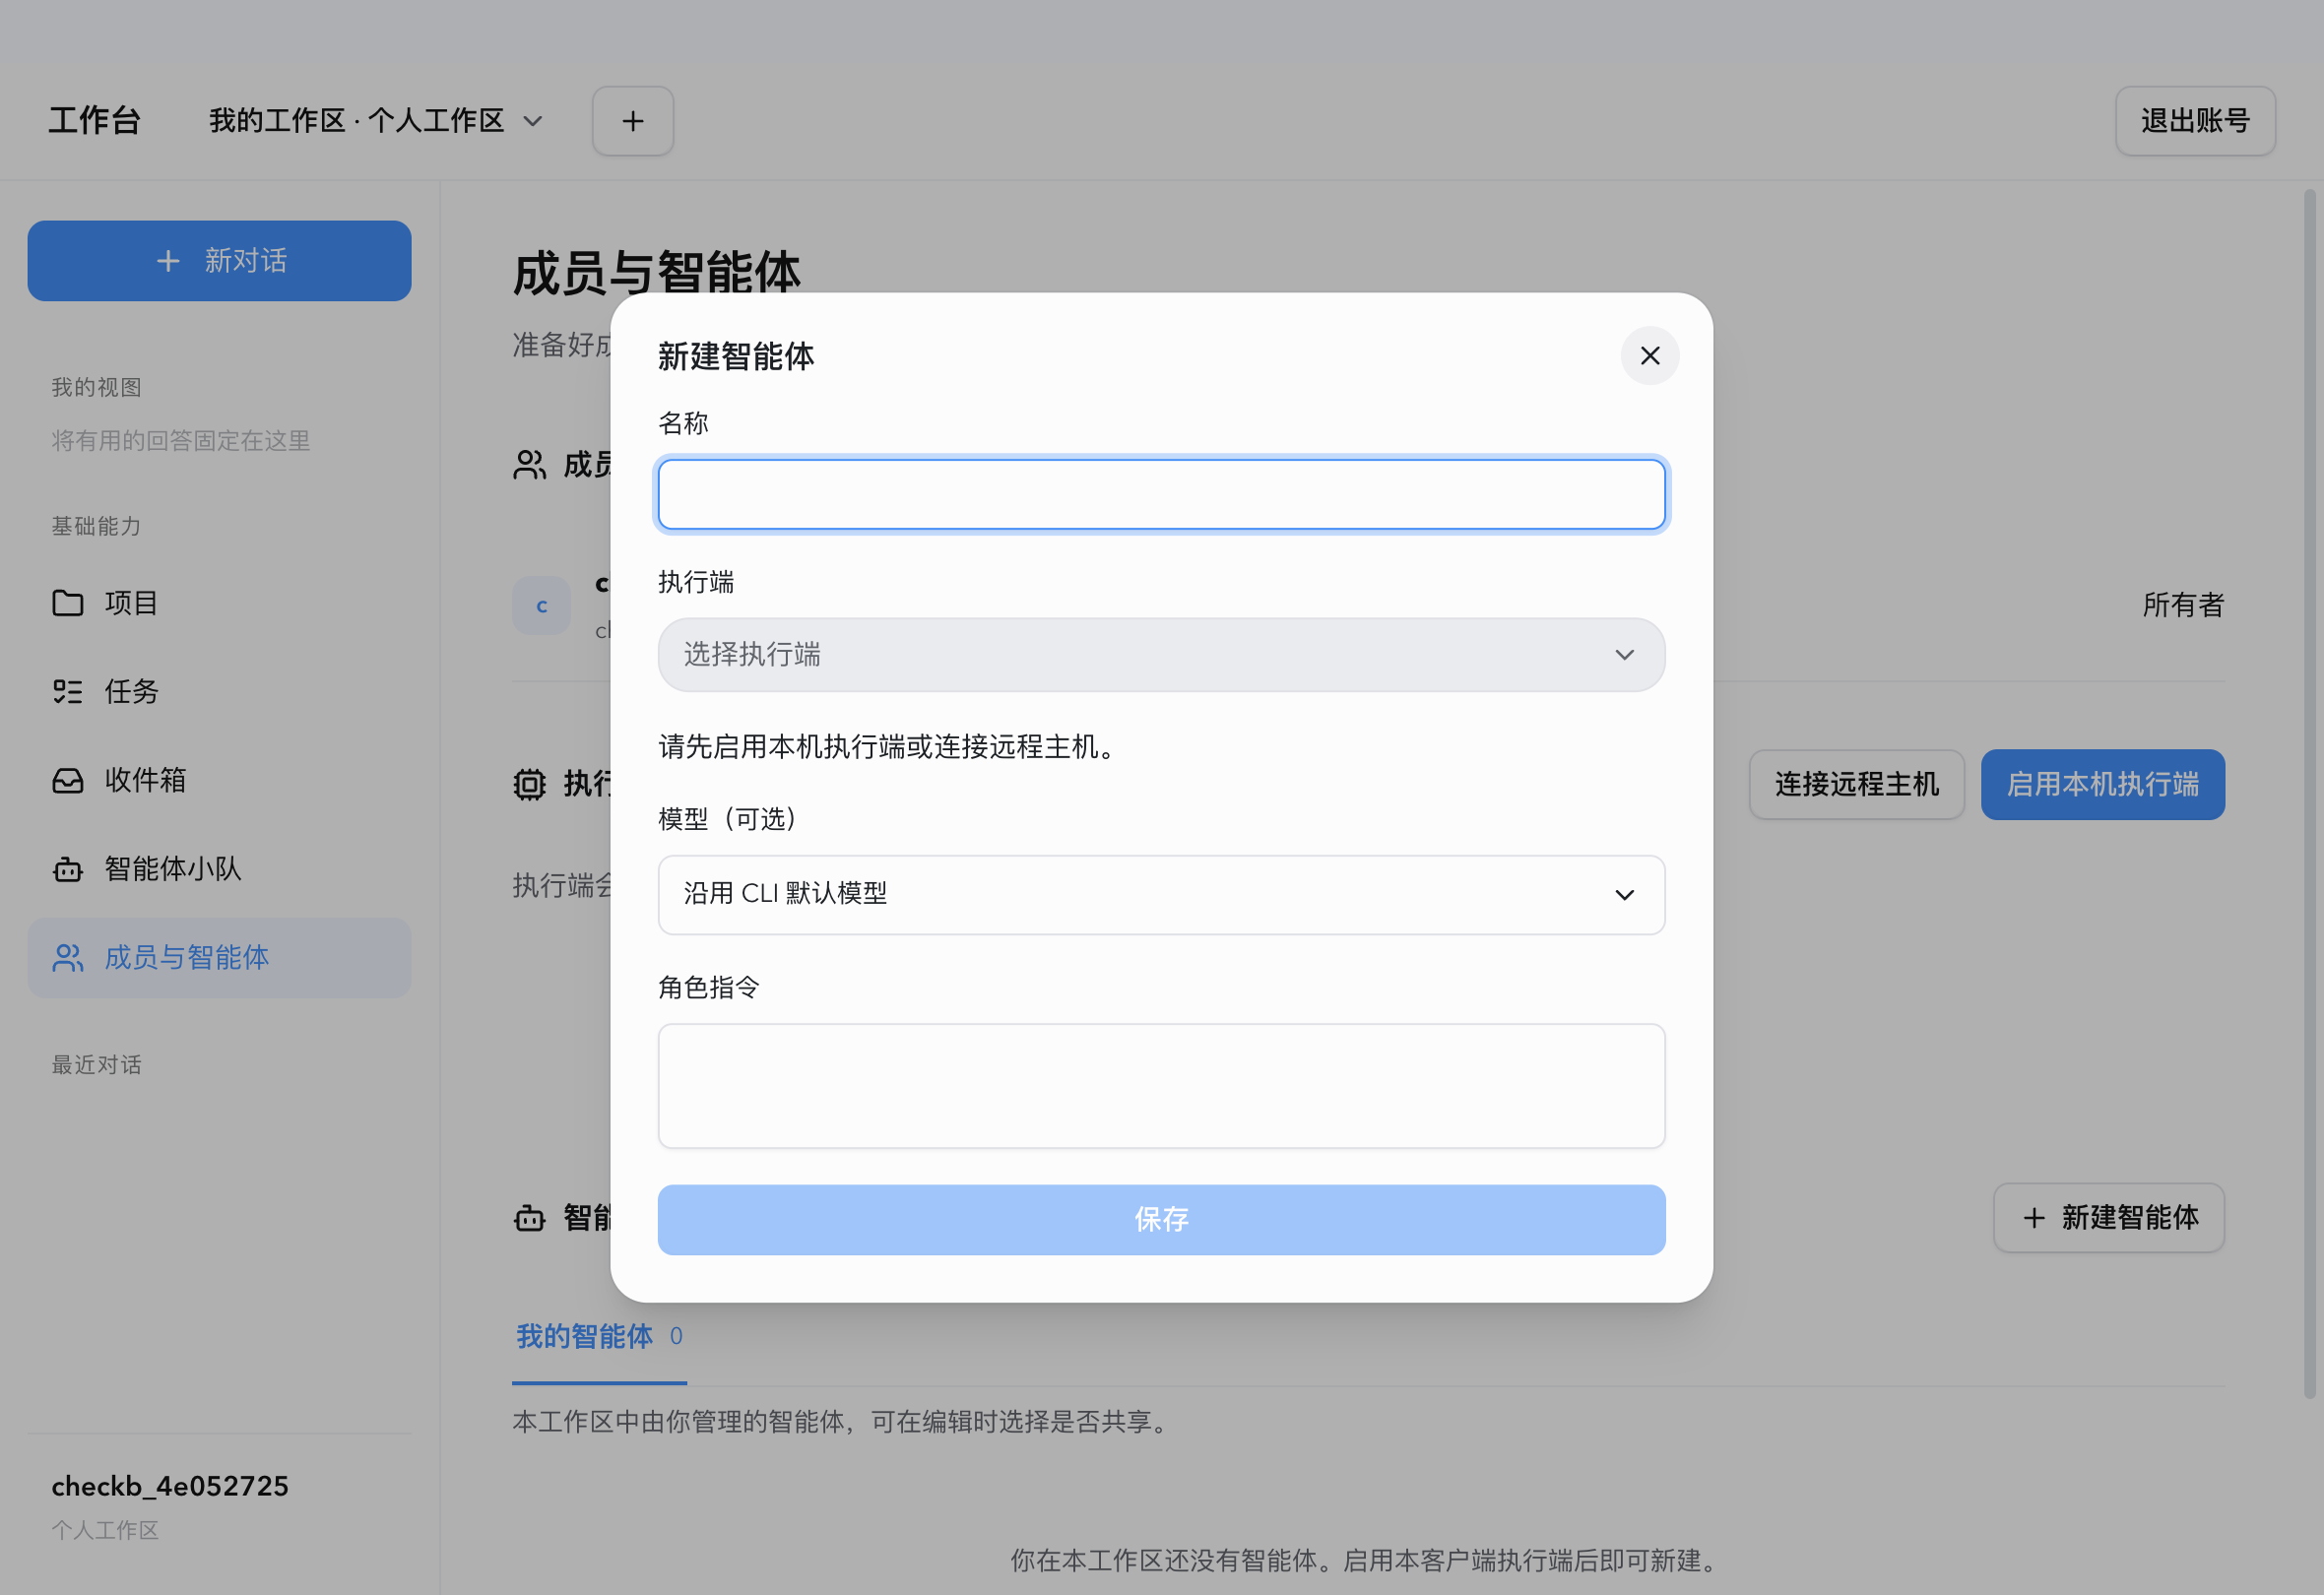 工作台
我的工作区 · 个人工作区
退出账号
新对话
我的视图
将有用的回答固定在这里
基础能力
项目
任务
收件箱
智能体小队
成员与智能体
最近对话
checkb_4e052725
个人工作区
成员与智能体
准备好
成员
c
所有者
执行
连接远程主机
启用本机执行端
执行端会
智能
新建智能体
我的智能体 0
本工作区中由你管理的智能体，可在编辑时选择是否共享。
你在本工作区还没有智能体。启用本客户端执行端后即可新建。
新建智能体
名称
执行端
选择执行端
请先启用本机执行端或连接远程主机。
模型（可选）
沿用 CLI 默认模型
角色指令
保存